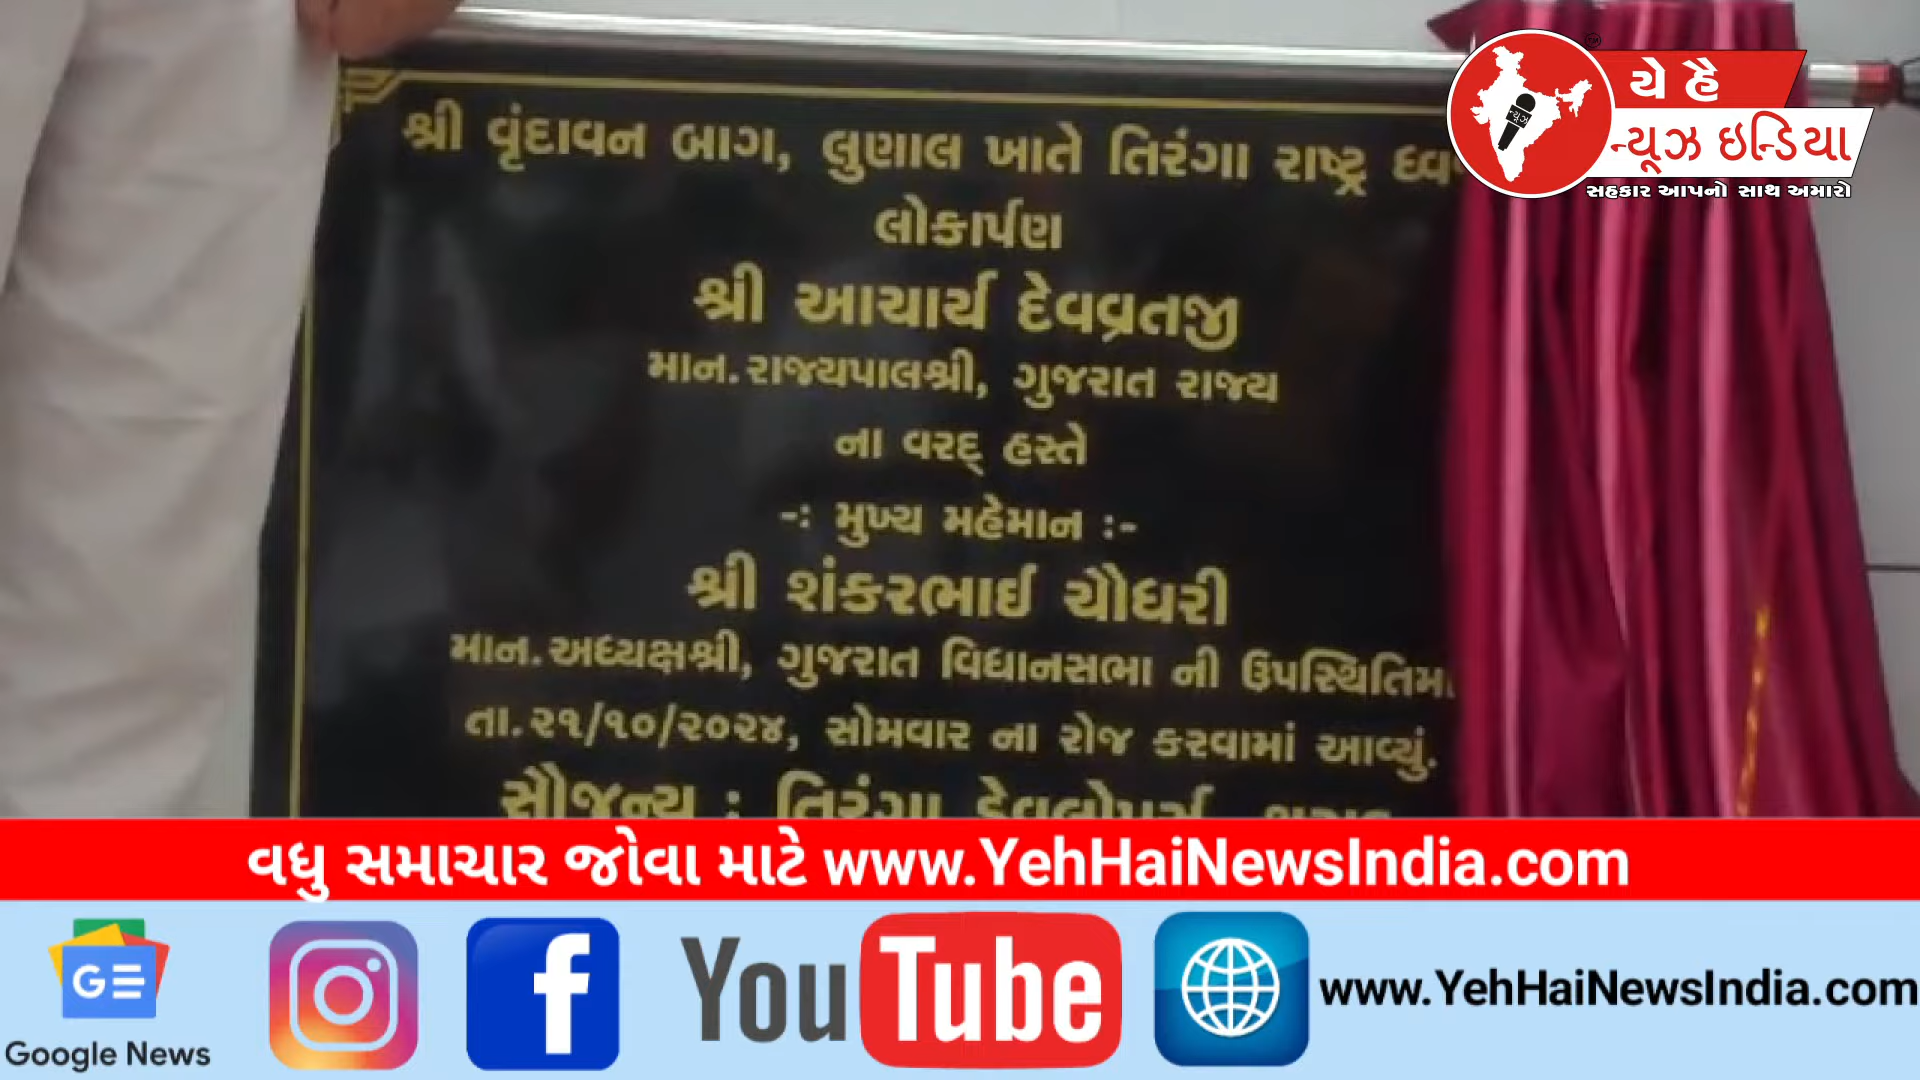 શ્રી વૃંદાવન બાગ, લુણાલ ખાતે તિરંગા રાષ્ટ્ર
લોકાર્પણ
શ્રી આચાર્ય દેવવ્રતજી
માન.રાજ્યપાલશ્રી, ગુજરાત રાજ્ય
ના વરદ્ હસ્તે
-: મુખ્ય મહેમાન :-
શ્રી શંકરભાઈ ચૌધરી
માન.અધ્યક્ષશ્રી, ગુજરાત વિધાનસભા ની ઉપસ્થિતિમાં
તા.૨૧/૧૦/૨૦૨૪, સોમવાર ના રોજ કરવામાં આવ્યું.
સૌજન્ય : તિરંગા ડેવલોપર્સ,
યે હૈ
ન્યૂઝ ઇન્ડિયા
સહકાર આપનો સાથ અમારો
ન્યૂઝ
વધુ સમાચાર જોવા માટે www.YehHaiNewsIndia.com
Google News
YouTube
www.YehHaiNewsIndia.com